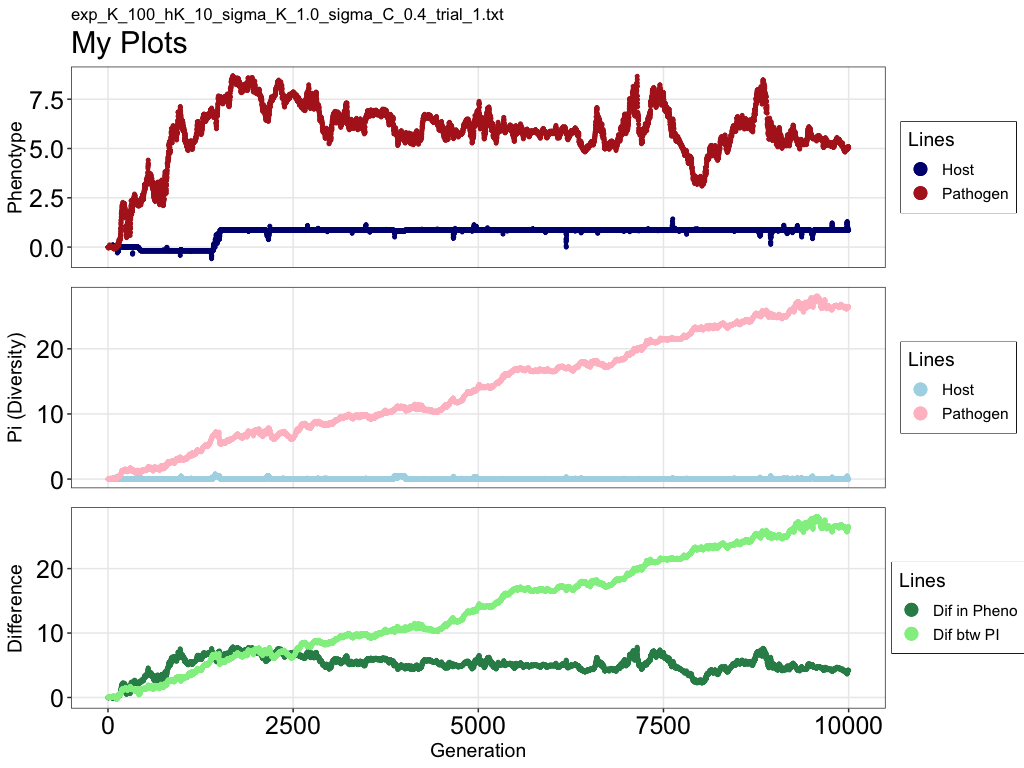 exp_K_100_hK_10_sigma_K_1.0_sigma_C_0.4_trial_1.txt
My Plots
Phenotype
7.5
5.0
2.5
0.0
Lines
Host
Pathogen
Pi (Diversity)
20
10
0
Lines
Host
Pathogen
Difference
20
10
0
Lines
Dif in Pheno
Dif btw PI
0 2500 5000 7500 10000
Generation